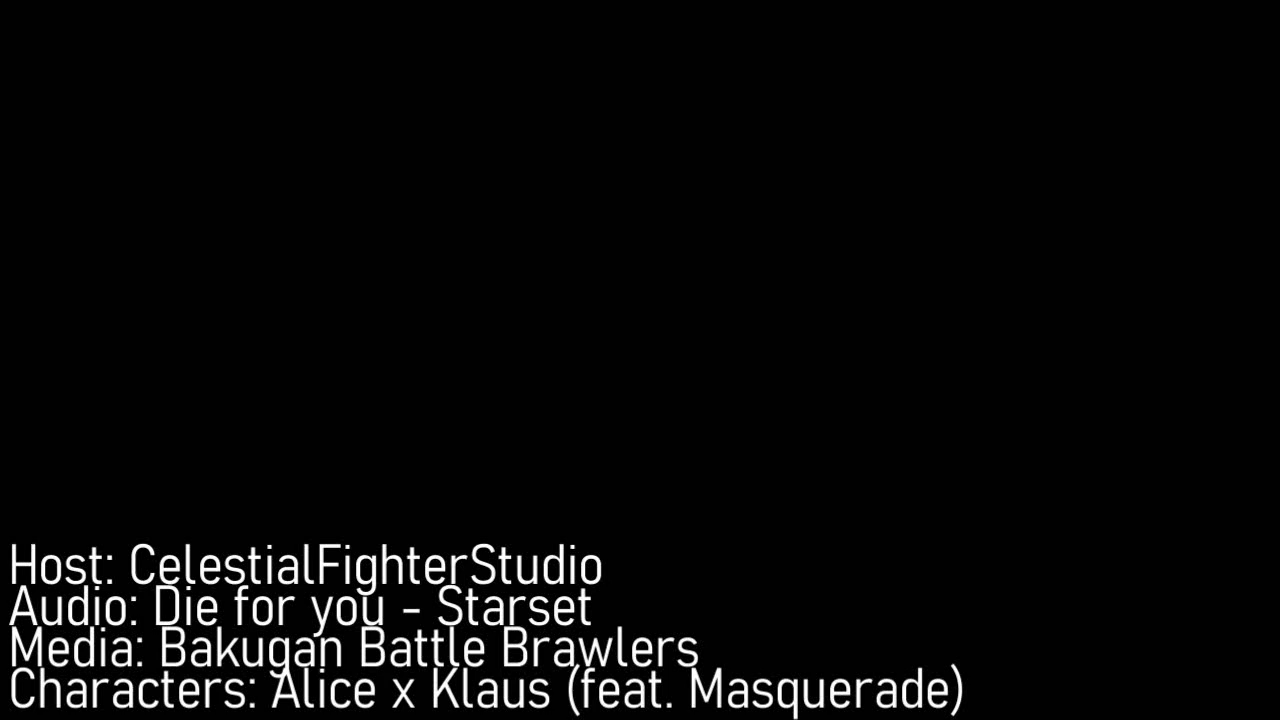 Host: CelestialFighterStudio
Audio: Die for you - Starset
Media: Bakugan Battle Brawlers
Characters: Alice x Klaus (feat. Masquerade)